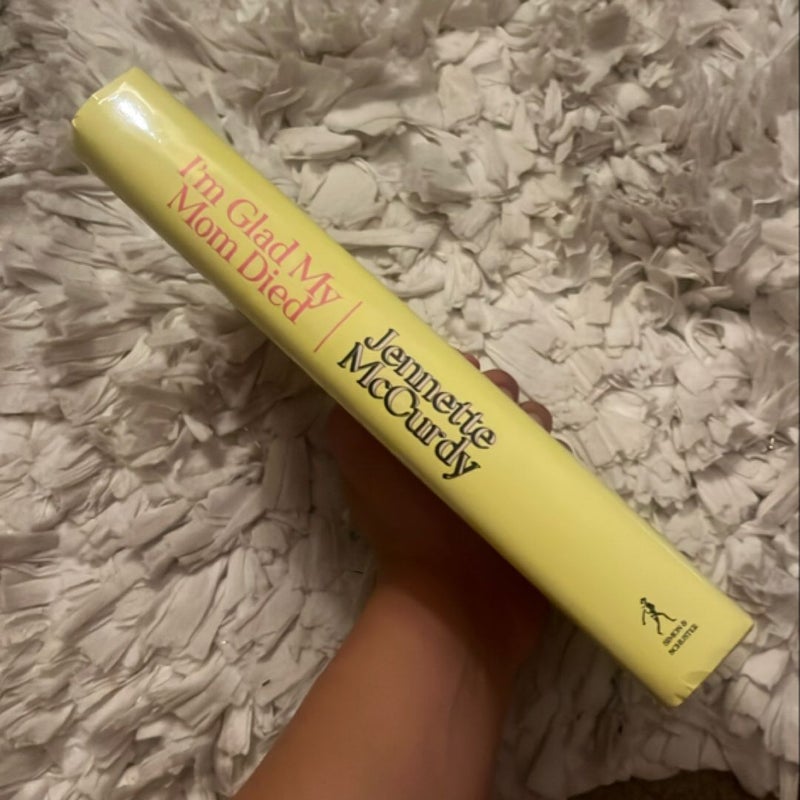 I'm Glad My
Mom Died
Jennette
McCurdy
SIMON &
SCHUSTER